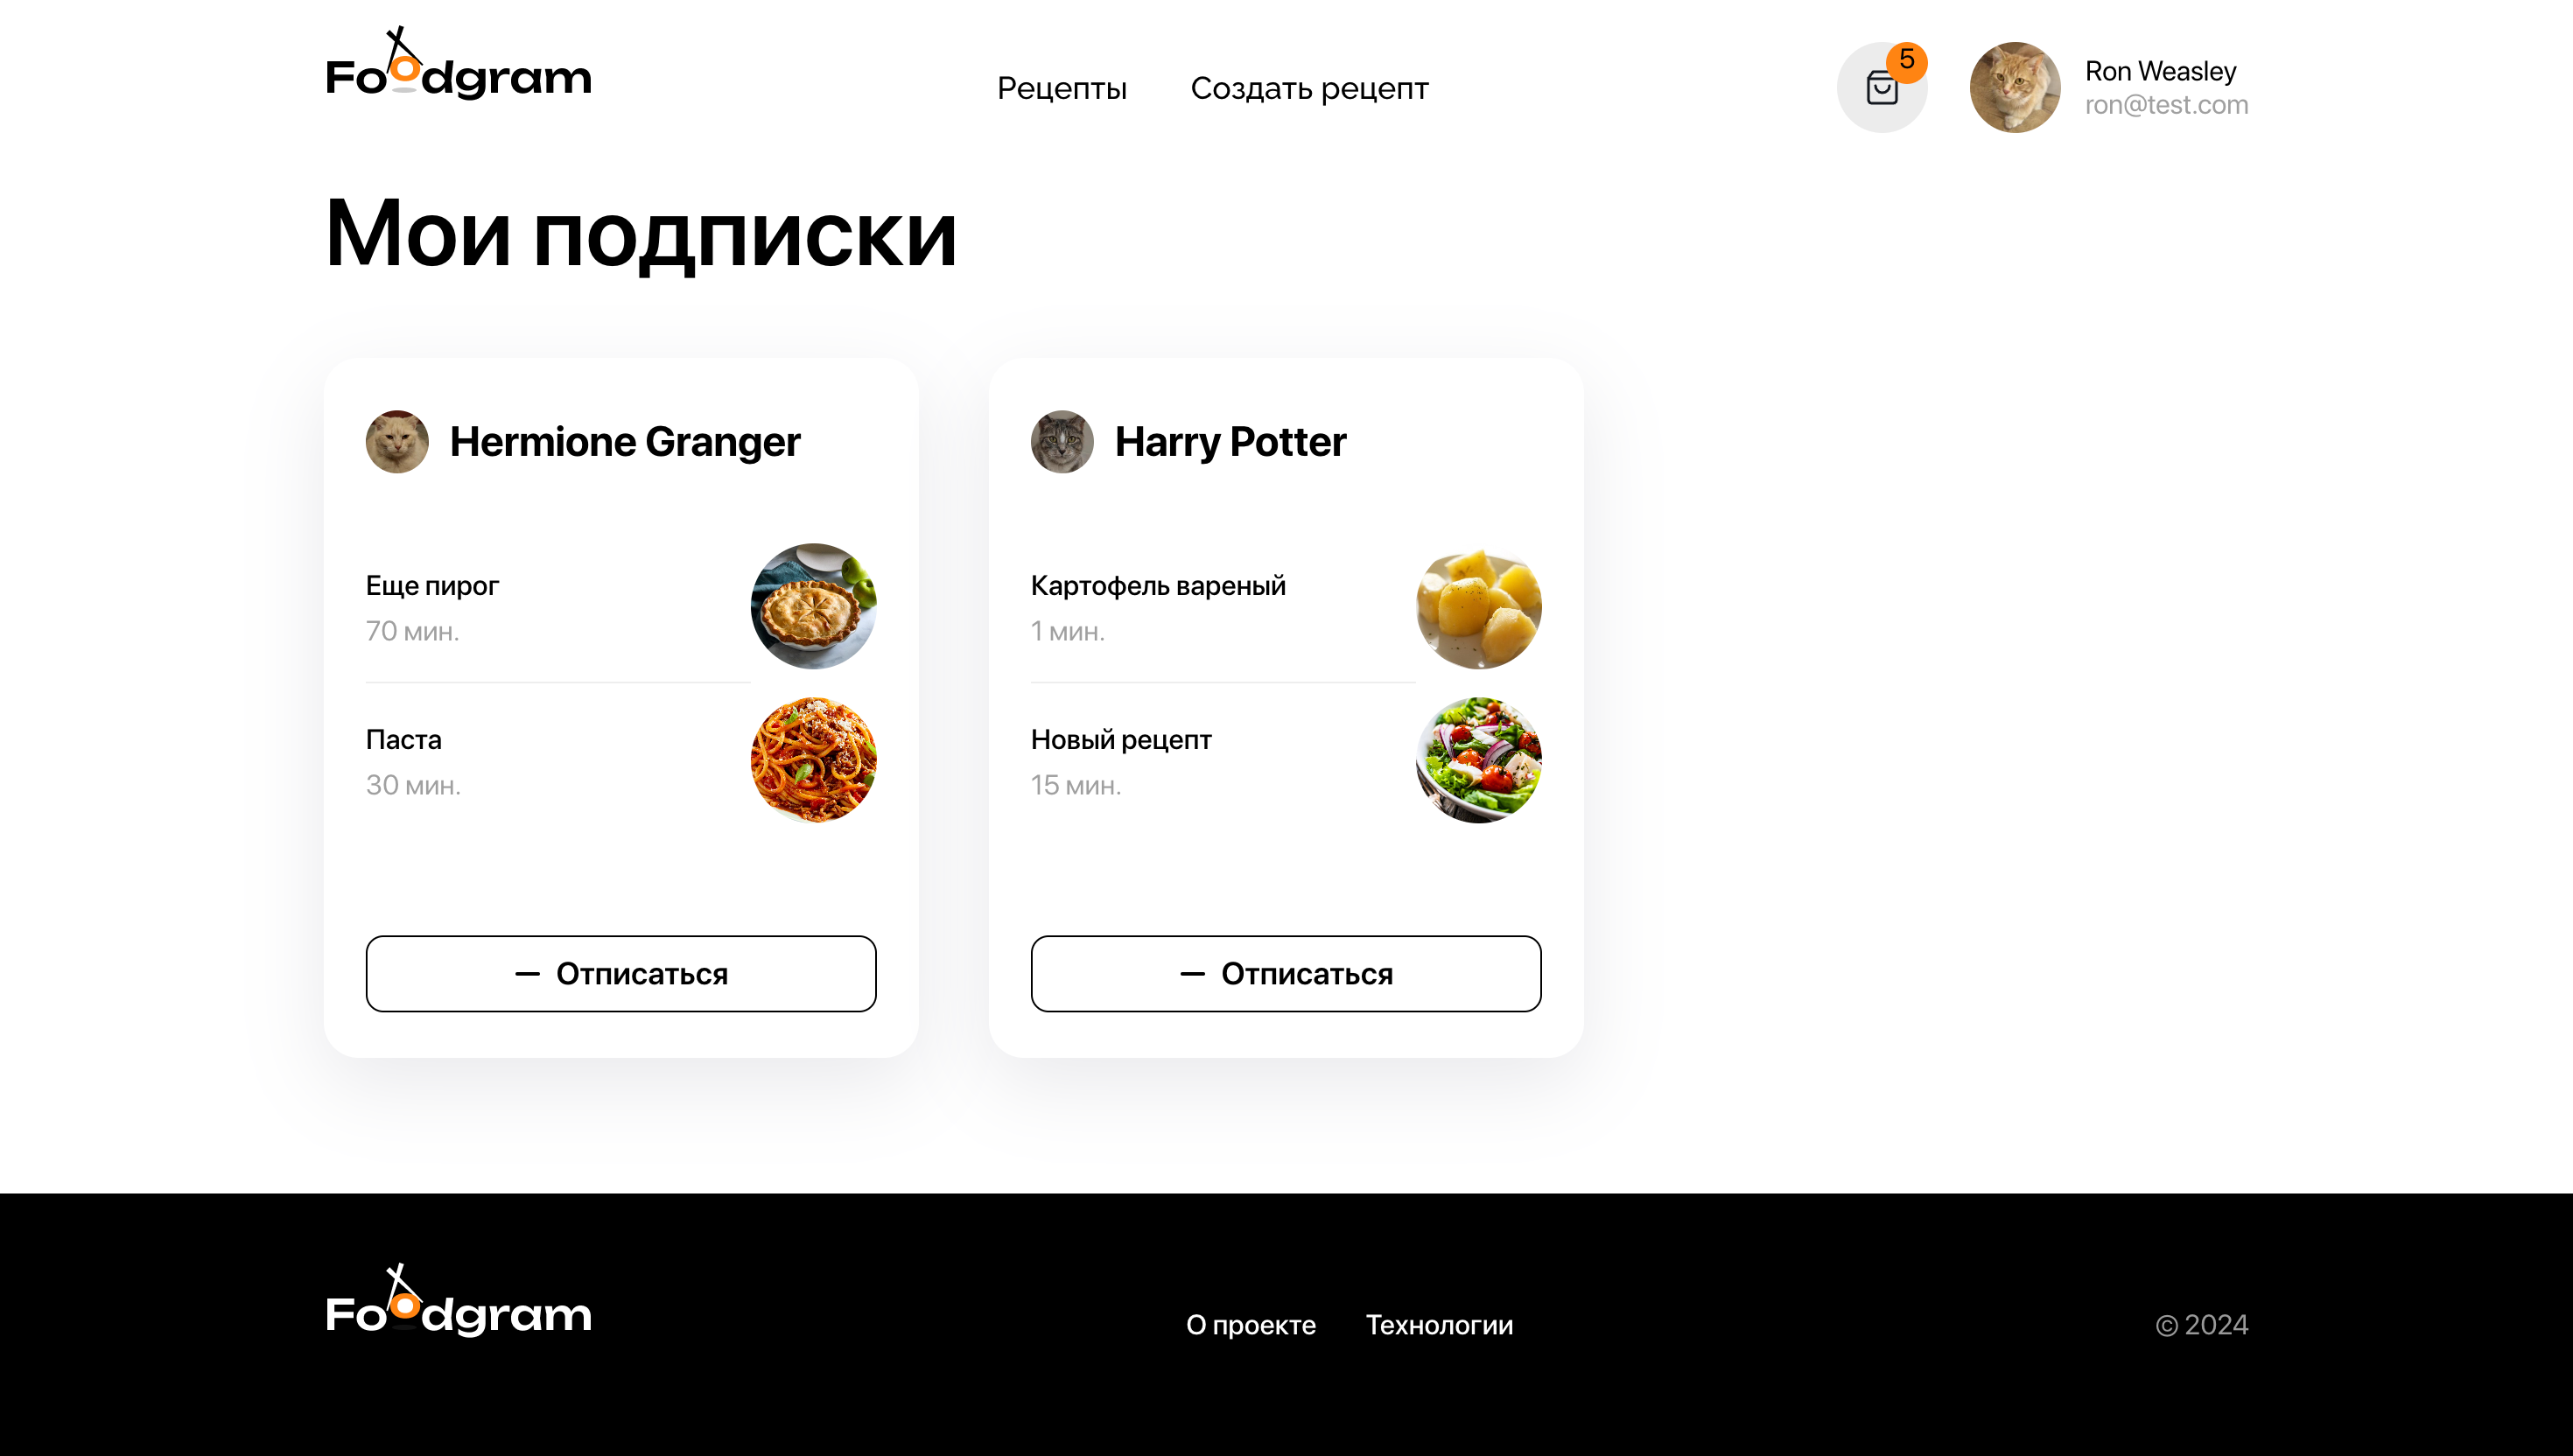 Foodgram
Рецепты
Создать рецепт
5
Ron Weasley
ron@test.com
Мои подписки
Hermione Granger
Еще пирог
70 мин.
Паста
30 мин.
— Отписаться
Harry Potter
Картофель вареный
1 мин.
Новый рецепт
15 мин.
— Отписаться
Foodgram
О проекте
Технологии
© 2024